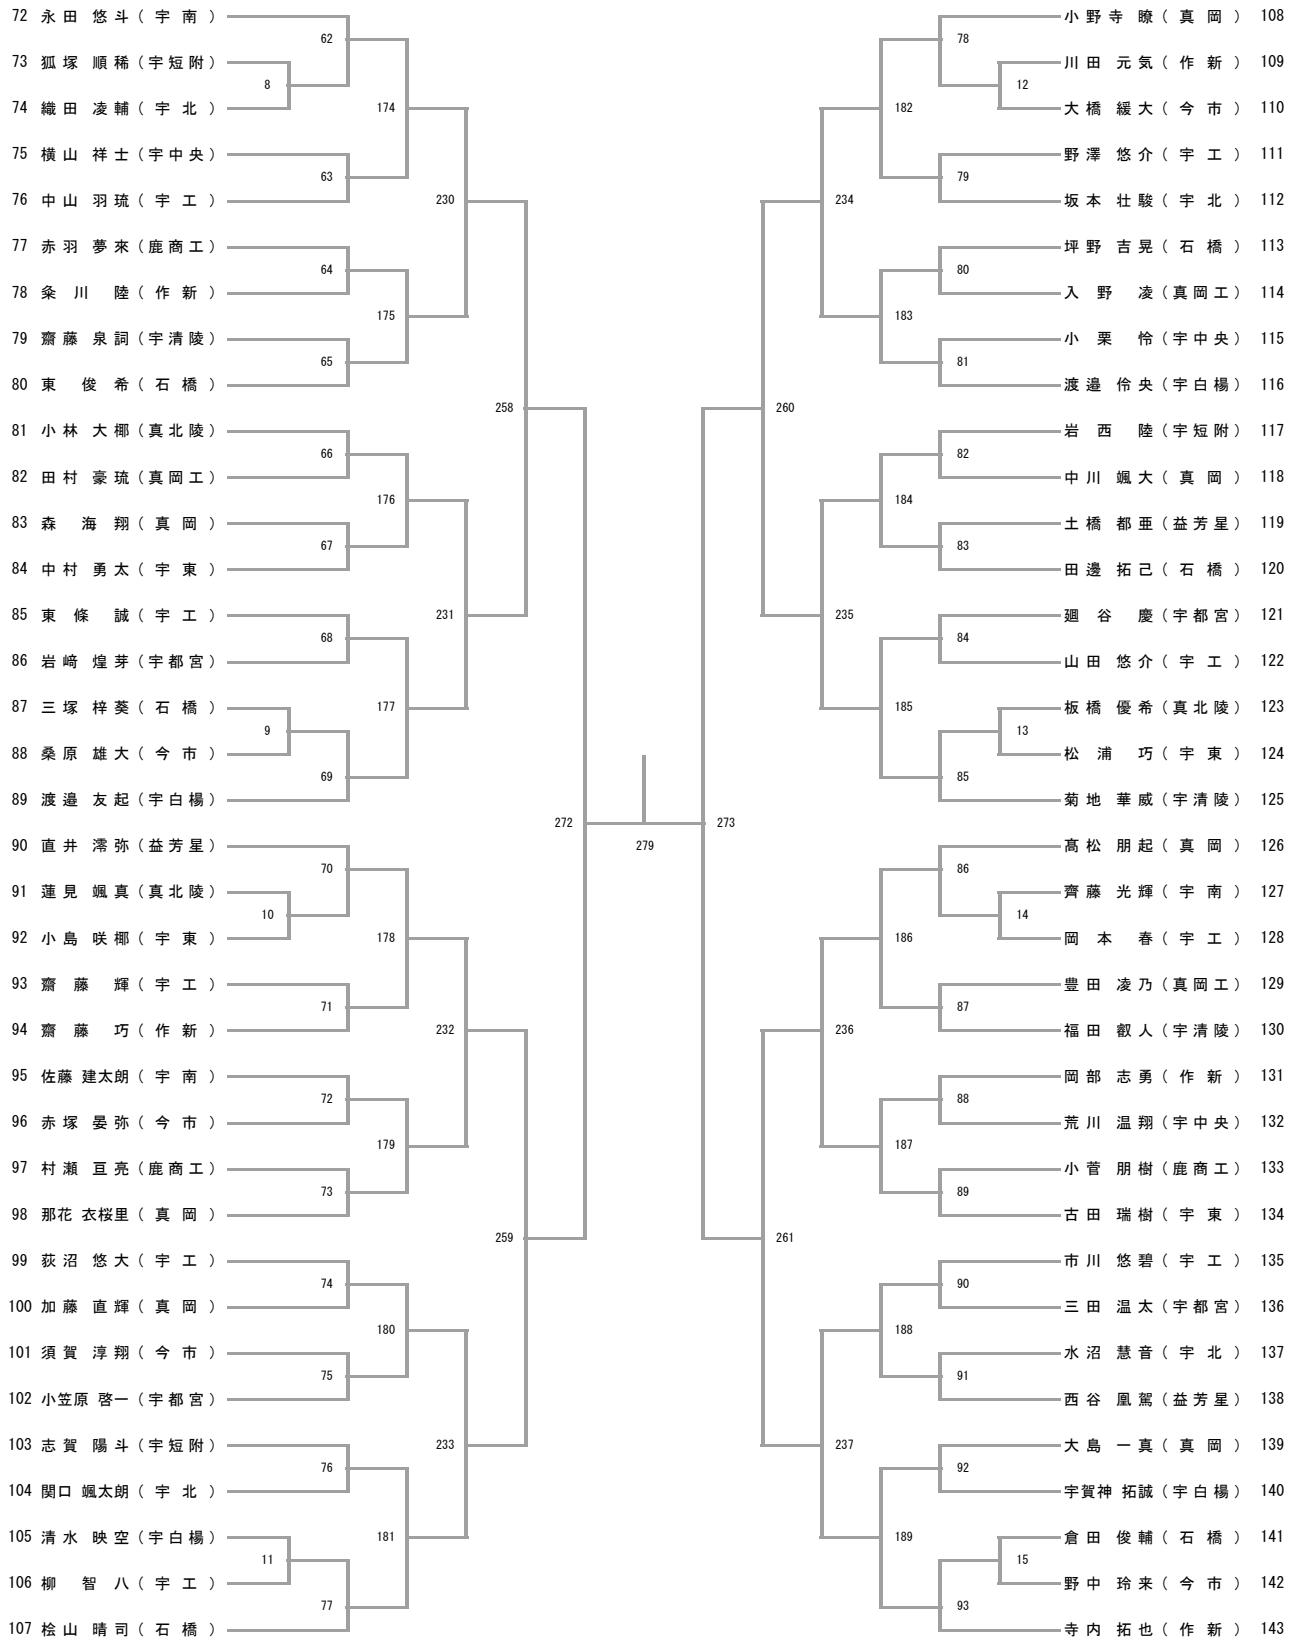 72 永田 悠斗 （宇南） 小野寺 瞭 （真岡） 108
62 78
73 狐塚 順稀 （宇短附） 川田 元気 （作新） 109
8 12
74 織田 凌輔 （宇北） 174 182 大橋 緩大 （今市） 110
75 横山 祥士 （宇中央） 野澤 悠介 （宇工） 111
63 79
76 中山 羽琉 （宇工） 230 234 坂本 壮駿 （宇北） 112
77 赤羽 夢來 （鹿商工） 坪野 吉晃 （石橋） 113
64 80
78 粂川 陸 （作新） 入野 凌 （真岡工） 114
175 183
79 齋藤 泉詞 （宇清陵） 小栗 怜 （宇中央） 115
65 81
80 東 俊希 （石橋） 渡邉 伶央 （宇白楊） 116
258 260
81 小林 大椰 （真北陵） 岩西 陸 （宇短附） 117
66 82
82 田村 豪琉 （真岡工） 中川 颯大 （真岡） 118
176 184
83 森 海翔 （真岡） 土橋 都亜 （益芳星） 119
67 83
84 中村 勇太 （宇東） 田邊 拓己 （石橋） 120
85 東條 誠 （宇工） 231 235 廻谷 慶 （宇都宮） 121
68 84
86 岩﨑 煌芽 （宇都宮） 山田 悠介 （宇工） 122
87 三塚 梓葵 （石橋） 177 185 板橋 優希 （真北陵） 123
9 13
88 桑原 雄大 （今市） 松浦 巧 （宇東） 124
69 85
89 渡邉 友起 （宇白楊） 菊地 華威 （宇清陵） 125
272 273
90 直井 澪弥 （益芳星） 279 髙松 朋起 （真岡） 126
70 86
91 蓮見 颯真 （真北陵） 齊藤 光輝 （宇南） 127
10 14
92 小島 咲椰 （宇東） 178 186 岡本 春 （宇工） 128
93 齋藤 輝 （宇工） 豊田 凌乃 （真岡工） 129
71 87
94 齋藤 巧 （作新） 232 236 福田 叡人 （宇清陵） 130
95 佐藤 建太朗 （宇南） 岡部 志勇 （作新） 131
72 88
96 赤塚 晏弥 （今市） 荒川 温翔 （宇中央） 132
179 187
97 村瀬 亘亮 （鹿商工） 小菅 朋樹 （鹿商工） 133
73 89
98 那花 衣桜里 （真岡） 古田 瑞樹 （宇東） 134
259 261
99 荻沼 悠大 （宇工） 市川 悠碧 （宇工） 135
74 90
100 加藤 直輝 （真岡） 三田 温太 （宇都宮） 136
180 188
101 須賀 淳翔 （今市） 水沼 慧音 （宇北） 137
75 91
102 小笠原 啓一 （宇都宮） 西谷 凰駕 （益芳星） 138
103 志賀 陽斗 （宇短附） 233 237 大島 一真 （真岡） 139
76 92
104 関口 颯太朗 （宇北） 宇賀神 拓誠 （宇白楊） 140
105 清水 映空 （宇白楊） 181 189 倉田 俊輔 （石橋） 141
11 15
106 柳 智八 （宇工） 野中 玲来 （今市） 142
77 93
107 桧山 晴司 （石橋） 寺内 拓也 （作新） 143